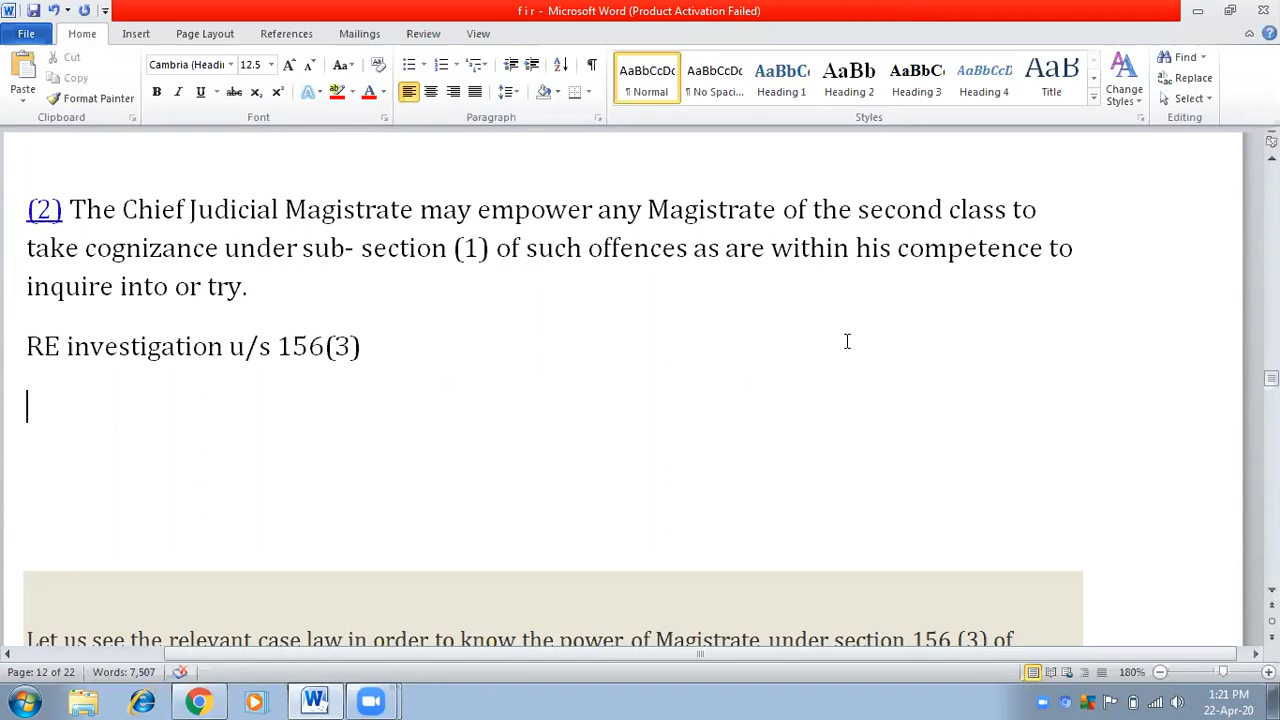 f i r - Microsoft Word (Product Activation Failed)
File Home Insert Page Layout References Mailings Review View
Paste
Cut
Copy
Format Painter
Clipboard
Cambria (Headin 12.5
Font
Paragraph
AaBbCcDc AaBbCcDc AaBbC AaBb AaBbC AaBbCcD AaB
¶ Normal ¶ No Spaci... Heading 1 Heading 2 Heading 3 Heading 4 Title
Change Styles
Styles
Find
Replace
Select
Editing
(2) The Chief Judicial Magistrate may empower any Magistrate of the second class to
take cognizance under sub- section (1) of such offences as are within his competence to
inquire into or try.
RE investigation u/s 156(3)
Let us see the relevant case law in order to know the power of Magistrate under section 156 (3) of
Page: 12 of 22 Words: 7,507 180%
1:21 PM
22-Apr-20